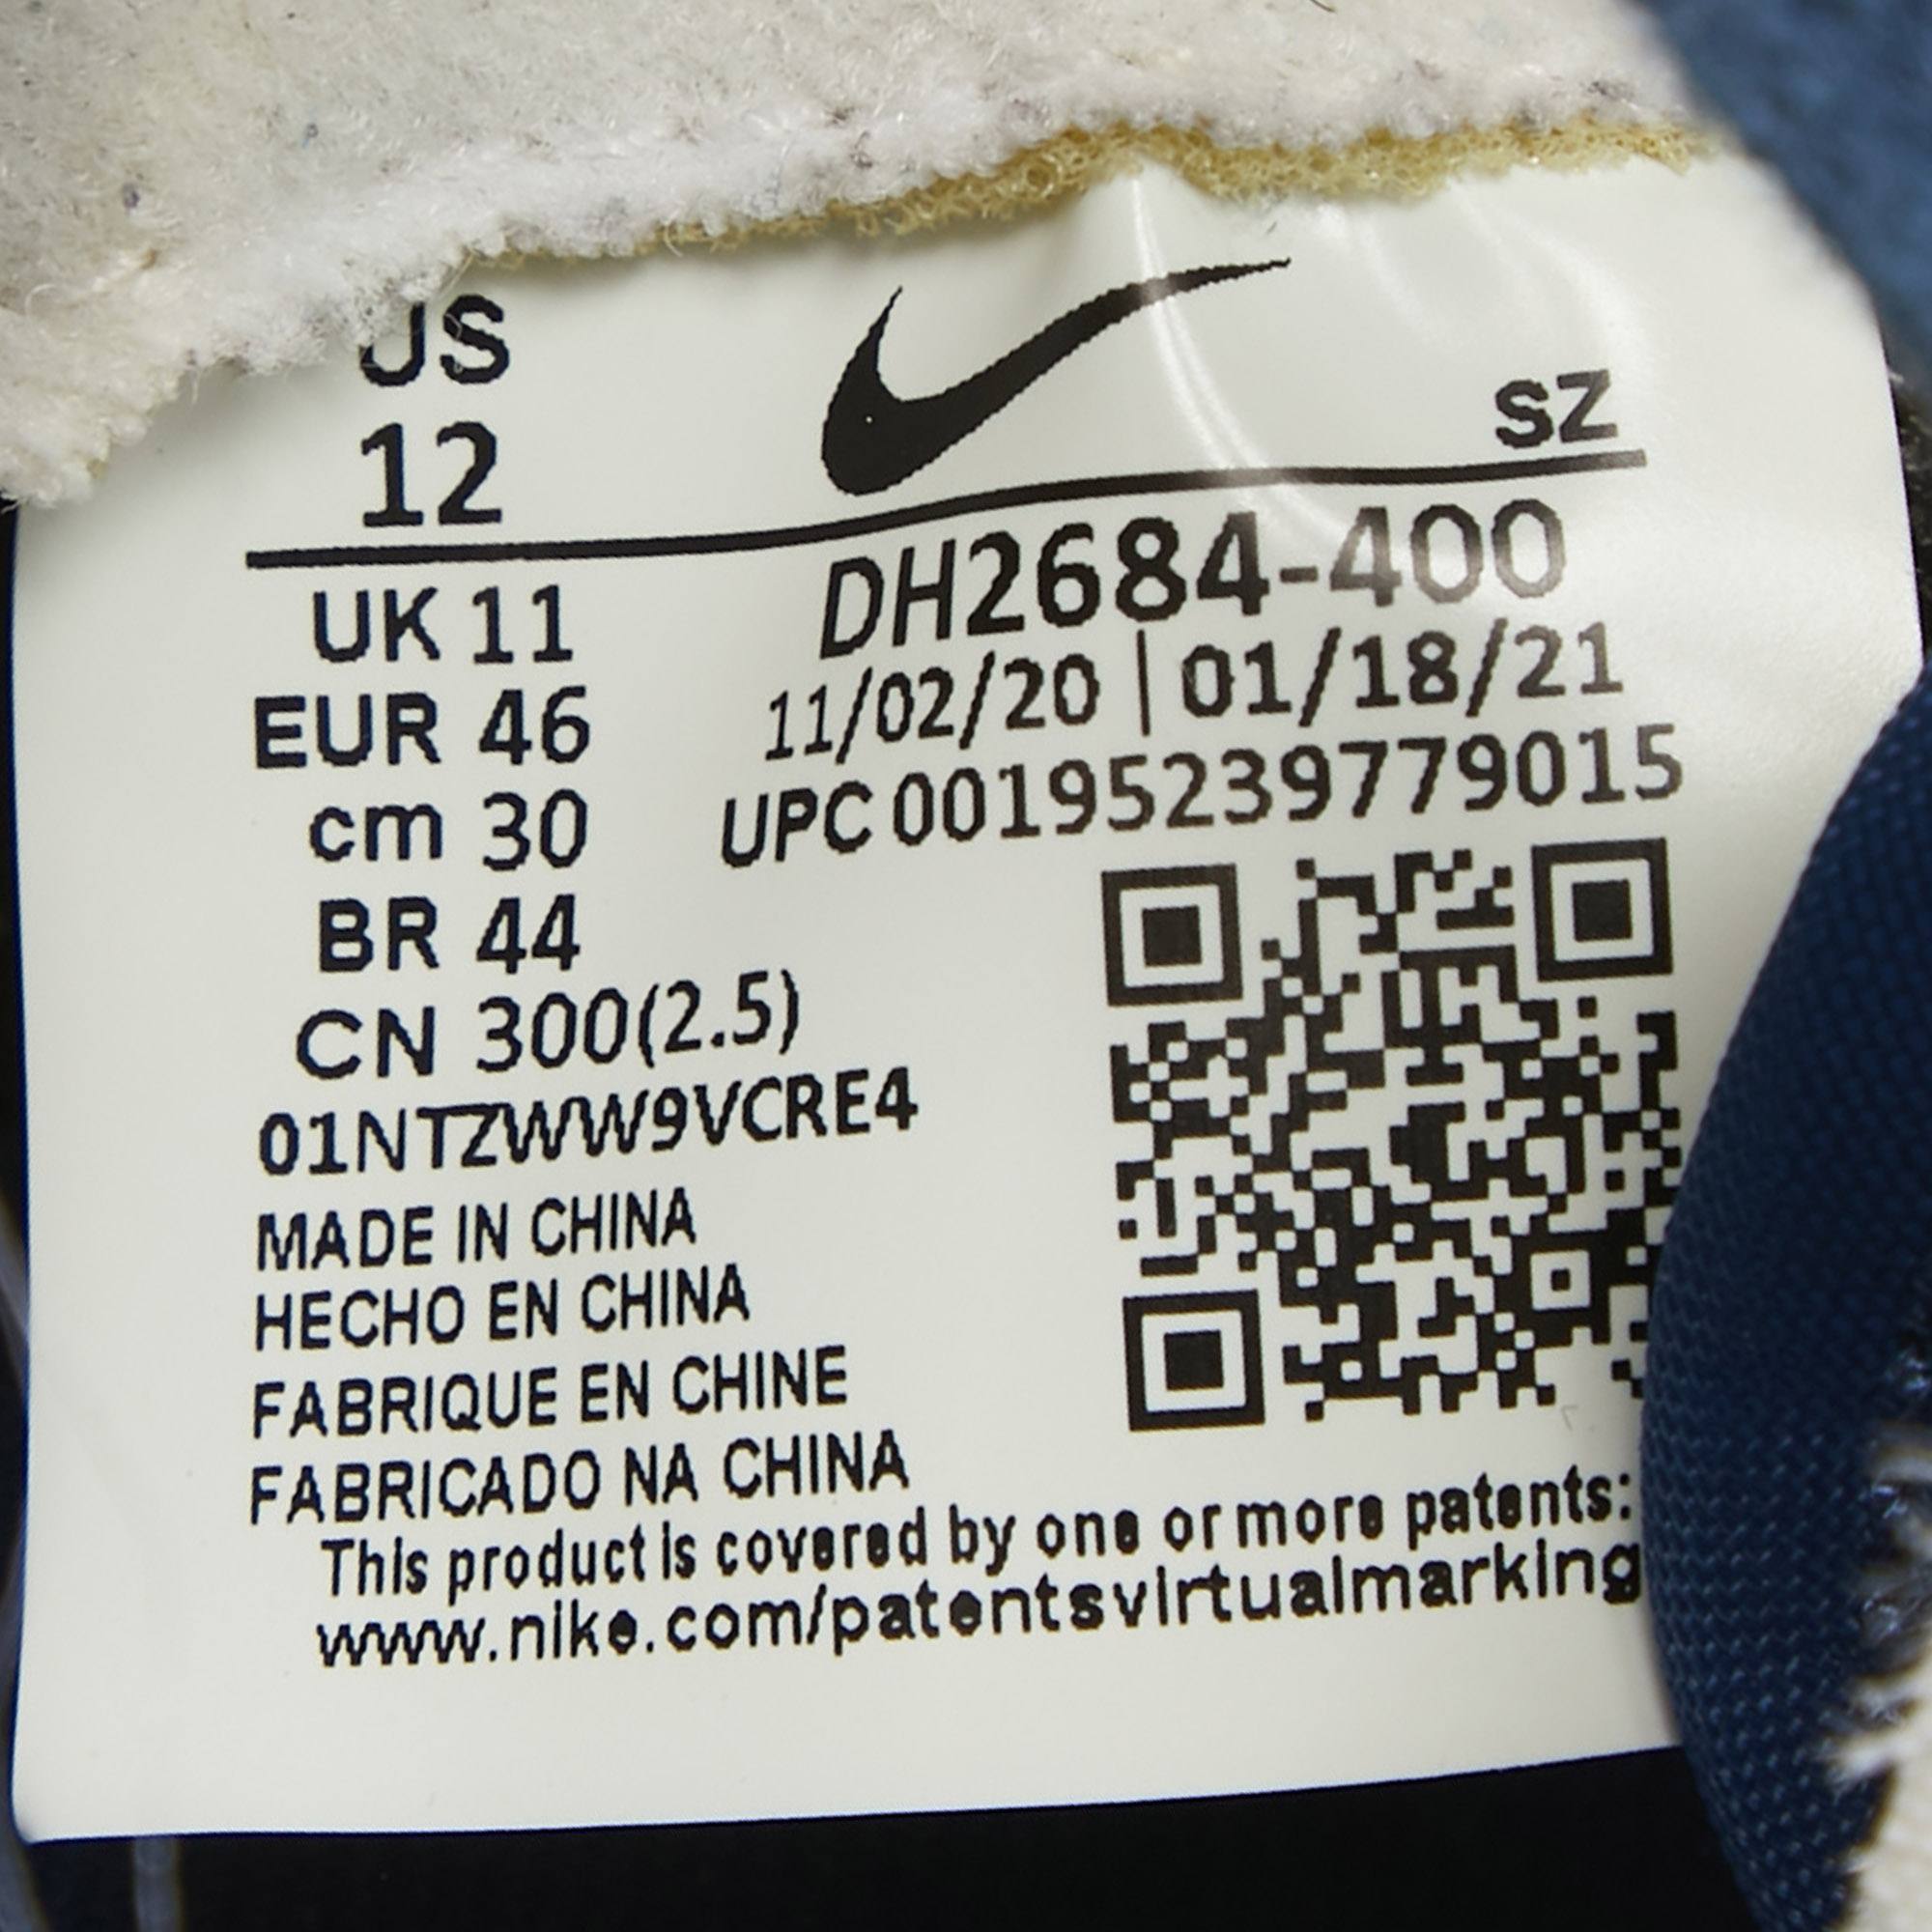 US
12
SZ
UK 11
EUR 46
cm 30
BR 44
CN 300(2.5)
DH2684-400
11/02/20 | 01/18/21
UPC 00195239779015
01NTZWW9VCRE4
MADE IN CHINA
HECHO EN CHINA
FABRIQUE EN CHINE
FABRICADO NA CHINA
This product is covered by one or more patents:
www.nike.com/patentsvirtualmarking